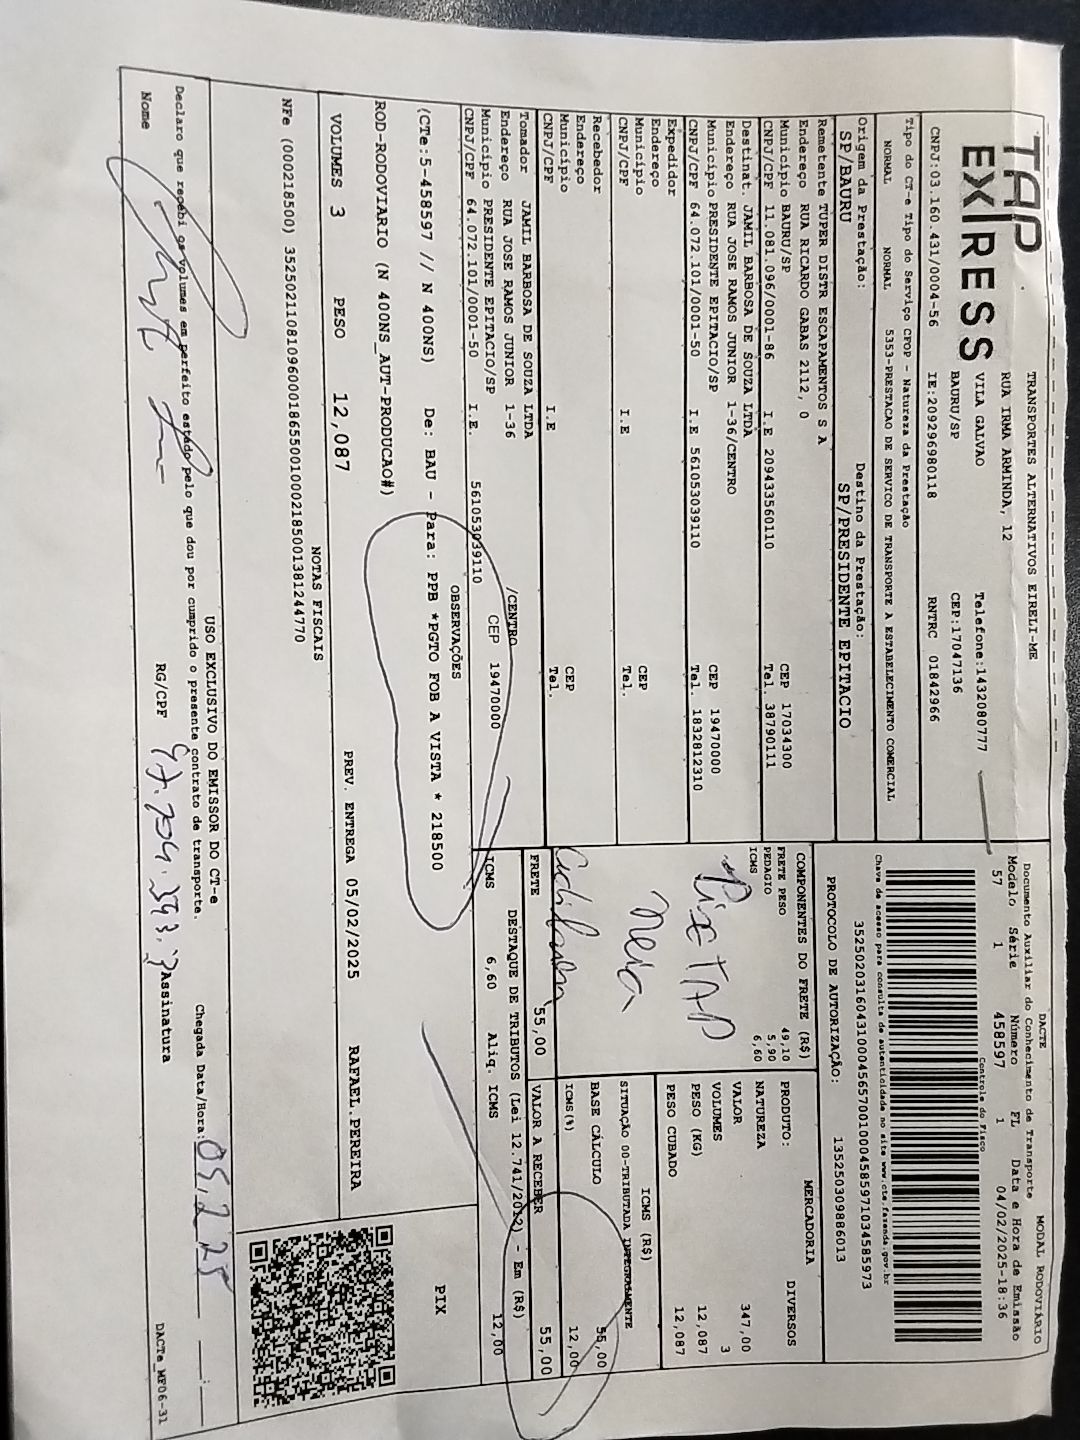 TAP
EXPRESS
TRANSPORTES ALTERNATIVOS EIRELI-ME
RUA IRMA ARMINDA, 12
VILA GALVAO Telefone:1432080777
BAURU/SP CEP:17047136
CNPJ:03.160.431/0004-56 IE:209296980118 RNTRC 01842966
Tipo do CT-e Tipo do Serviço CFOP - Natureza da Prestação
NORMAL NORMAL 5353-PRESTACAO DE SERVICO DE TRANSPORTE A ESTABELECIMENTO COMERCIAL
Origem da Prestação: Destino da Prestação:
SP/BAURU SP/PRESIDENTE EPITACIO
Remetente TUPER DISTR ESCAPAMENTOS S A
Endereço RUA RICARDO GABAS 2112, 0
Município BAURU/SP CEP 17034300
CNPJ/CPF 11.081.096/0001-86 I.E 209433560110 Tel. 38790111
Destinat. JAMIL BARBOSA DE SOUZA LTDA
Endereço RUA JOSE RAMOS JUNIOR 1-36/CENTRO
Município PRESIDENTE EPITACIO/SP CEP 19470000
CNPJ/CPF 64.072.101/0001-50 I.E 561053039110 Tel. 1832812310
Expedidor
Endereço
Município CEP
CNPJ/CPF I.E Tel.
Recebedor
Endereço
Município CEP
CNPJ/CPF I.E Tel.
Tomador JAMIL BARBOSA DE SOUZA LTDA
Endereço RUA JOSE RAMOS JUNIOR 1-36 /CENTRO
Município PRESIDENTE EPITACIO/SP CEP 19470000
CNPJ/CPF 64.072.101/0001-50 I.E. 561053039110
DACTE MODAL RODOVIÁRIO
Documento Auxiliar do Conhecimento de Transporte
Modelo Série Número FL Data e Hora de Emissão
57 1 458597 1 04/02/2025-18:36
Controle do Fisco
Chave de acesso para consulta de autenticidade no site www.cte.fazenda.gov.br
35250203160431000456570010004585971034585973
PROTOCOLO DE AUTORIZAÇÃO: 135250309886013
COMPONENTES DO FRETE (R$)
FRETE PESO 49,10
PEDAGIO 5,90
ICMS 6,60
Pix TAP
Neia
FRETE 55,00
MERCADORIA
PRODUTO: DIVERSOS
NATUREZA
VALOR 347,00
VOLUMES 3
PESO (KG) 12,087
PESO CUBADO 12,087
ICMS (R$)
SITUAÇÃO 00-TRIBUTADA INTEGRALMENTE
BASE CÁLCULO 55,00
ICMS(%) 12,00
VALOR A RECEBER 55,00
DESTAQUE DE TRIBUTOS (Lei 12.741/2012) - Em (R$)
ICMS 6,60 Aliq. ICMS 12,00
OBSERVAÇÕES
(CTe:5-458597 // N 400NS) De: BAU - Para: PPB *PGTO FOB A VISTA * 218500
ROD-RODOVIARIO (N 400NS_AUT-PRODUCAO#)
PIX
VOLUMES 3 PESO 12,087 PREV. ENTREGA 05/02/2025 RAFAEL.PEREIRA
NOTAS FISCAIS
NFe (000218500) 35250211081096000186550010002185001381244770
USO EXCLUSIVO DO EMISSOR DO CT-e
Declaro que recebi os volumes em perfeito estado pelo que dou por cumprido o presente contrato de transporte. Chegada Data/Hora: 05.2.25
Nome RG/CPF Assinatura
DACTe_MF06-31